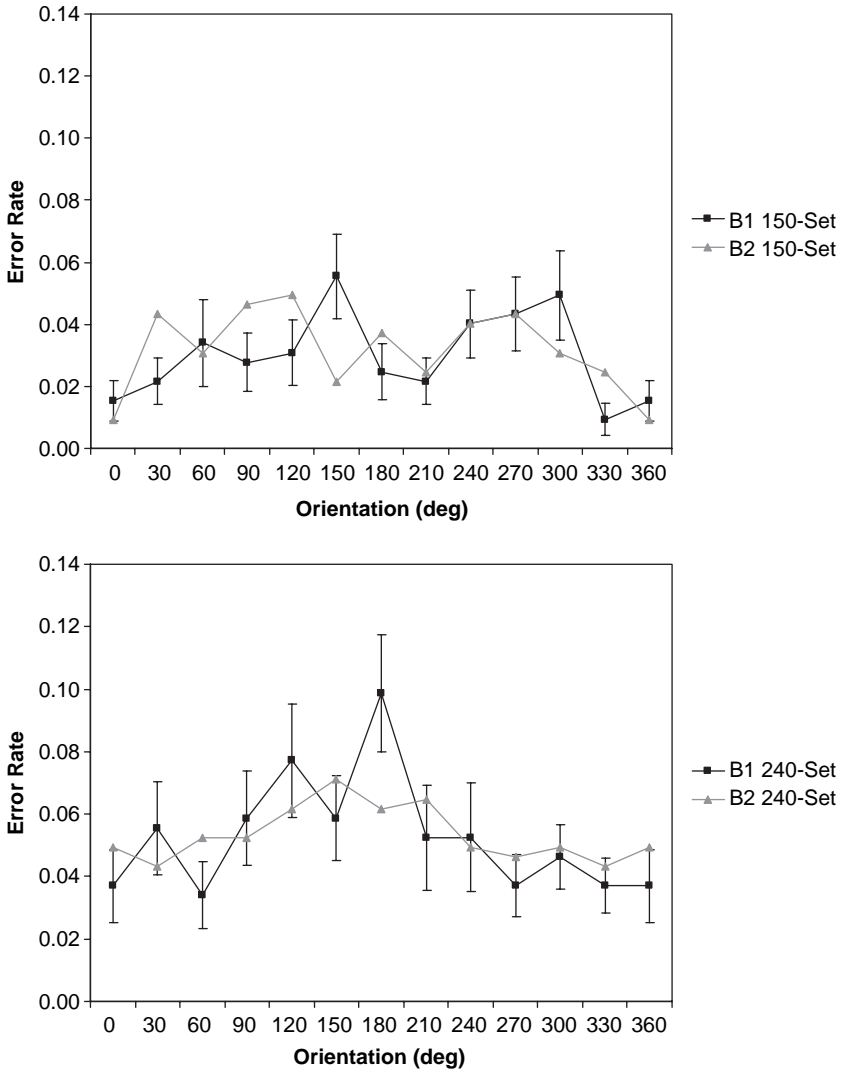 0.14
0.12
0.10
0.08
0.06
0.04
0.02
0.00
Error Rate
0 30 60 90 120 150 180 210 240 270 300 330 360
Orientation (deg)
B1 150-Set
B2 150-Set
0.14
0.12
0.10
0.08
0.06
0.04
0.02
0.00
Error Rate
0 30 60 90 120 150 180 210 240 270 300 330 360
Orientation (deg)
B1 240-Set
B2 240-Set